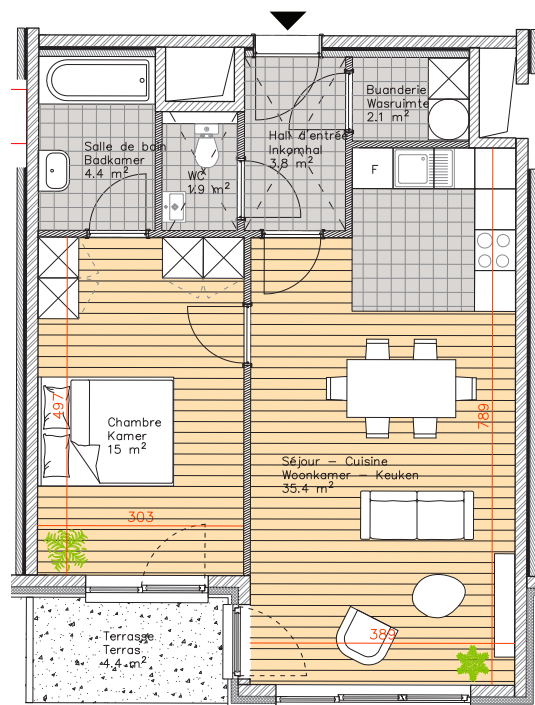 Buanderie
Wasruimte
2.1 m²
Salle de bain
Badkamer
4.4 m²
Hall d'entrée
Inkomhal
3.8 m²
WC
1.9 m²
F
497
Chambre
Kamer
15 m²
303
789
Séjour – Cuisine
Woonkamer – Keuken
35.4 m²
389
Terrasse
Terras
4.4 m²